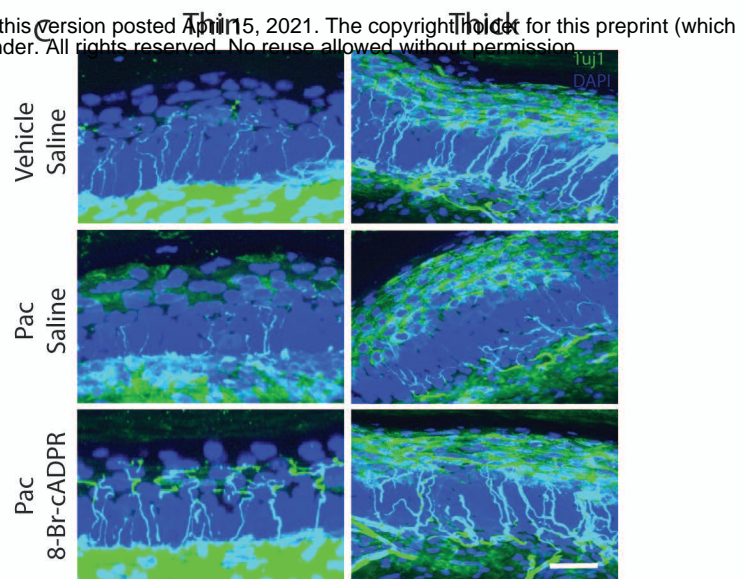 this version posted April 15, 2021. The copyright holder for this preprint (which
nder. All rights reserved. No reuse allowed without permission.
C
Thin
Thick
Tuj1
DAPI
Vehicle
Saline
Pac
Saline
Pac
8-Br-cADPR